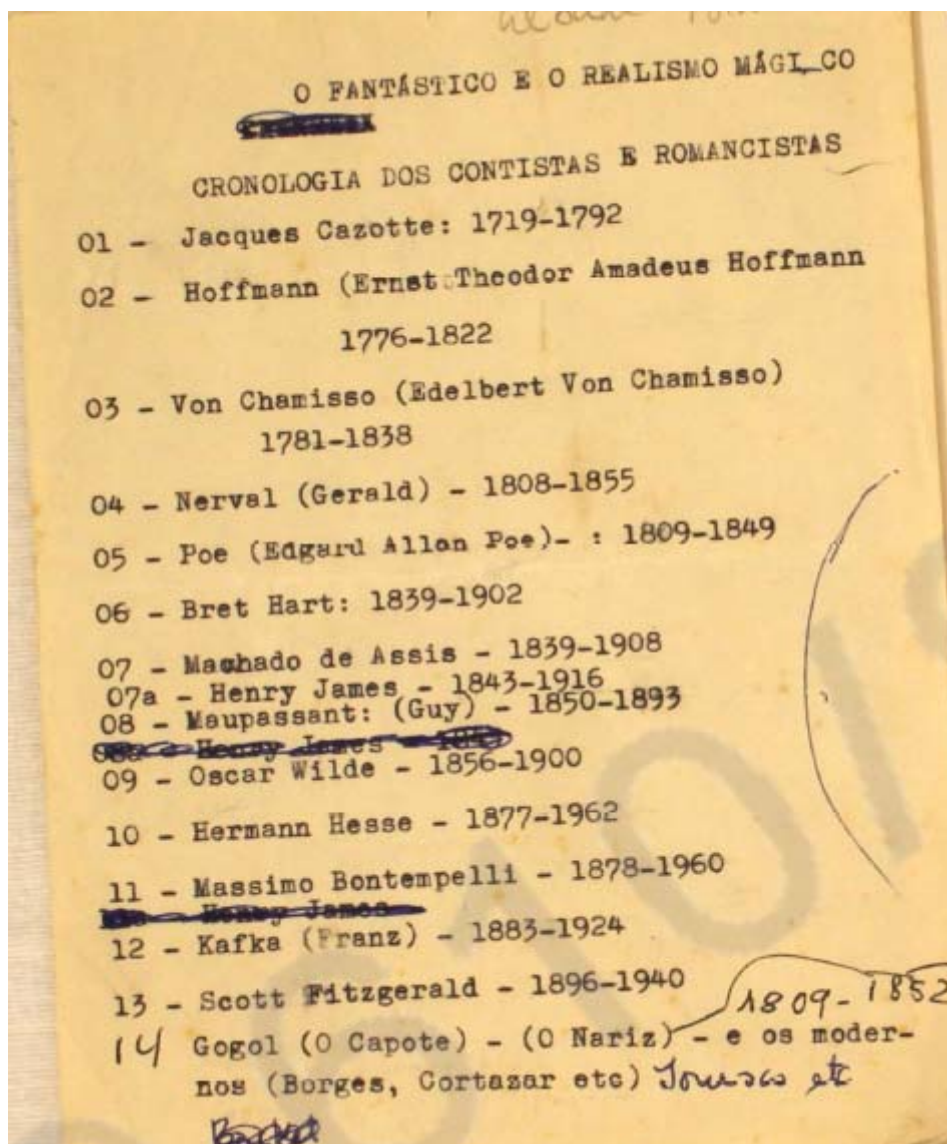 O FANTÁSTICO E O REALISMO MÁGI_CO
CRONOLOGIA DOS CONTISTAS E ROMANCISTAS
01 - Jacques Cazotte: 1719-1792
02 - Hoffmann (Ernst Theodor Amadeus Hoffmann
1776-1822
03 - Von Chamisso (Edelbert Von Chamisso)
1781-1838
04 - Nerval (Gerald) - 1808-1855
05 - Poe (Edgard Allan Poe)- : 1809-1849
06 - Bret Hart: 1839-1902
07 - Machado de Assis - 1839-1908
07a - Henry James - 1843-1916
08 - Maupassant: (Guy) - 1850-1893
Henry James
09 - Oscar Wilde - 1856-1900
10 - Hermann Hesse - 1877-1962
11 - Massimo Bontempelli - 1878-1960
Henry James
12 - Kafka (Franz) - 1883-1924
13 - Scott Fitzgerald - 1896-1940
1809-1852
14 Gogol (O Capote) - (O Nariz) - e os moder-
nos (Borges, Cortazar etc) Ionesco etc